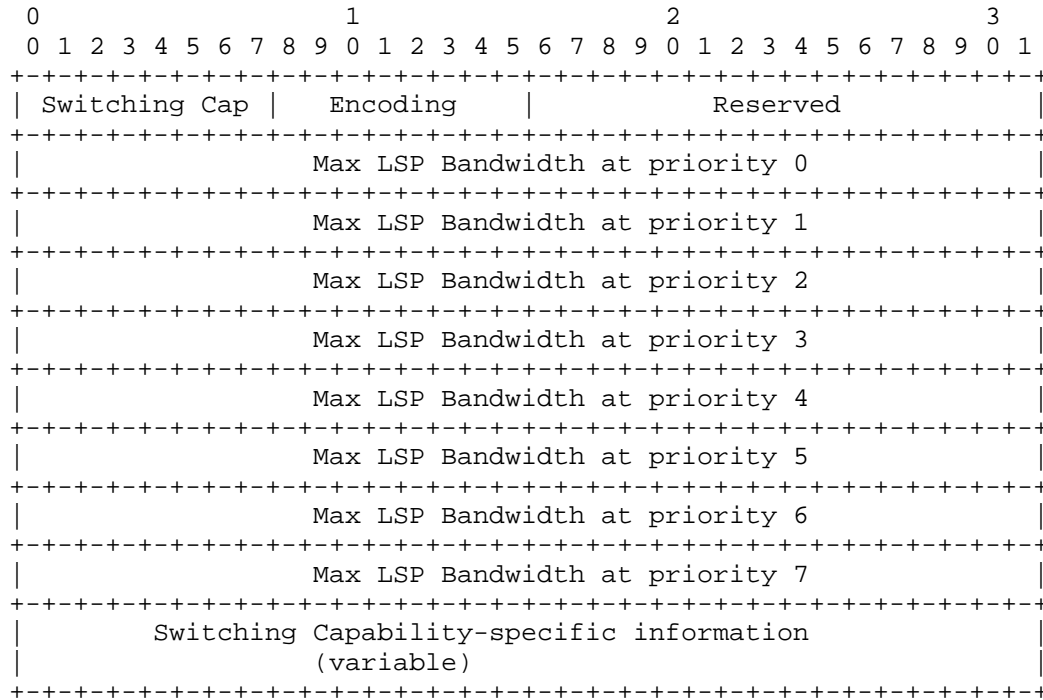 0                   1                   2                   3
 0 1 2 3 4 5 6 7 8 9 0 1 2 3 4 5 6 7 8 9 0 1 2 3 4 5 6 7 8 9 0 1
+-+-+-+-+-+-+-+-+-+-+-+-+-+-+-+-+-+-+-+-+-+-+-+-+-+-+-+-+-+-+-+-+
| Switching Cap |   Encoding    |           Reserved            |
+-+-+-+-+-+-+-+-+-+-+-+-+-+-+-+-+-+-+-+-+-+-+-+-+-+-+-+-+-+-+-+-+
|                  Max LSP Bandwidth at priority 0              |
+-+-+-+-+-+-+-+-+-+-+-+-+-+-+-+-+-+-+-+-+-+-+-+-+-+-+-+-+-+-+-+-+
|                  Max LSP Bandwidth at priority 1              |
+-+-+-+-+-+-+-+-+-+-+-+-+-+-+-+-+-+-+-+-+-+-+-+-+-+-+-+-+-+-+-+-+
|                  Max LSP Bandwidth at priority 2              |
+-+-+-+-+-+-+-+-+-+-+-+-+-+-+-+-+-+-+-+-+-+-+-+-+-+-+-+-+-+-+-+-+
|                  Max LSP Bandwidth at priority 3              |
+-+-+-+-+-+-+-+-+-+-+-+-+-+-+-+-+-+-+-+-+-+-+-+-+-+-+-+-+-+-+-+-+
|                  Max LSP Bandwidth at priority 4              |
+-+-+-+-+-+-+-+-+-+-+-+-+-+-+-+-+-+-+-+-+-+-+-+-+-+-+-+-+-+-+-+-+
|                  Max LSP Bandwidth at priority 5              |
+-+-+-+-+-+-+-+-+-+-+-+-+-+-+-+-+-+-+-+-+-+-+-+-+-+-+-+-+-+-+-+-+
|                  Max LSP Bandwidth at priority 6              |
+-+-+-+-+-+-+-+-+-+-+-+-+-+-+-+-+-+-+-+-+-+-+-+-+-+-+-+-+-+-+-+-+
|                  Max LSP Bandwidth at priority 7              |
+-+-+-+-+-+-+-+-+-+-+-+-+-+-+-+-+-+-+-+-+-+-+-+-+-+-+-+-+-+-+-+-+
|        Switching Capability-specific information              |
|                  (variable)                                   |
+-+-+-+-+-+-+-+-+-+-+-+-+-+-+-+-+-+-+-+-+-+-+-+-+-+-+-+-+-+-+-+-+